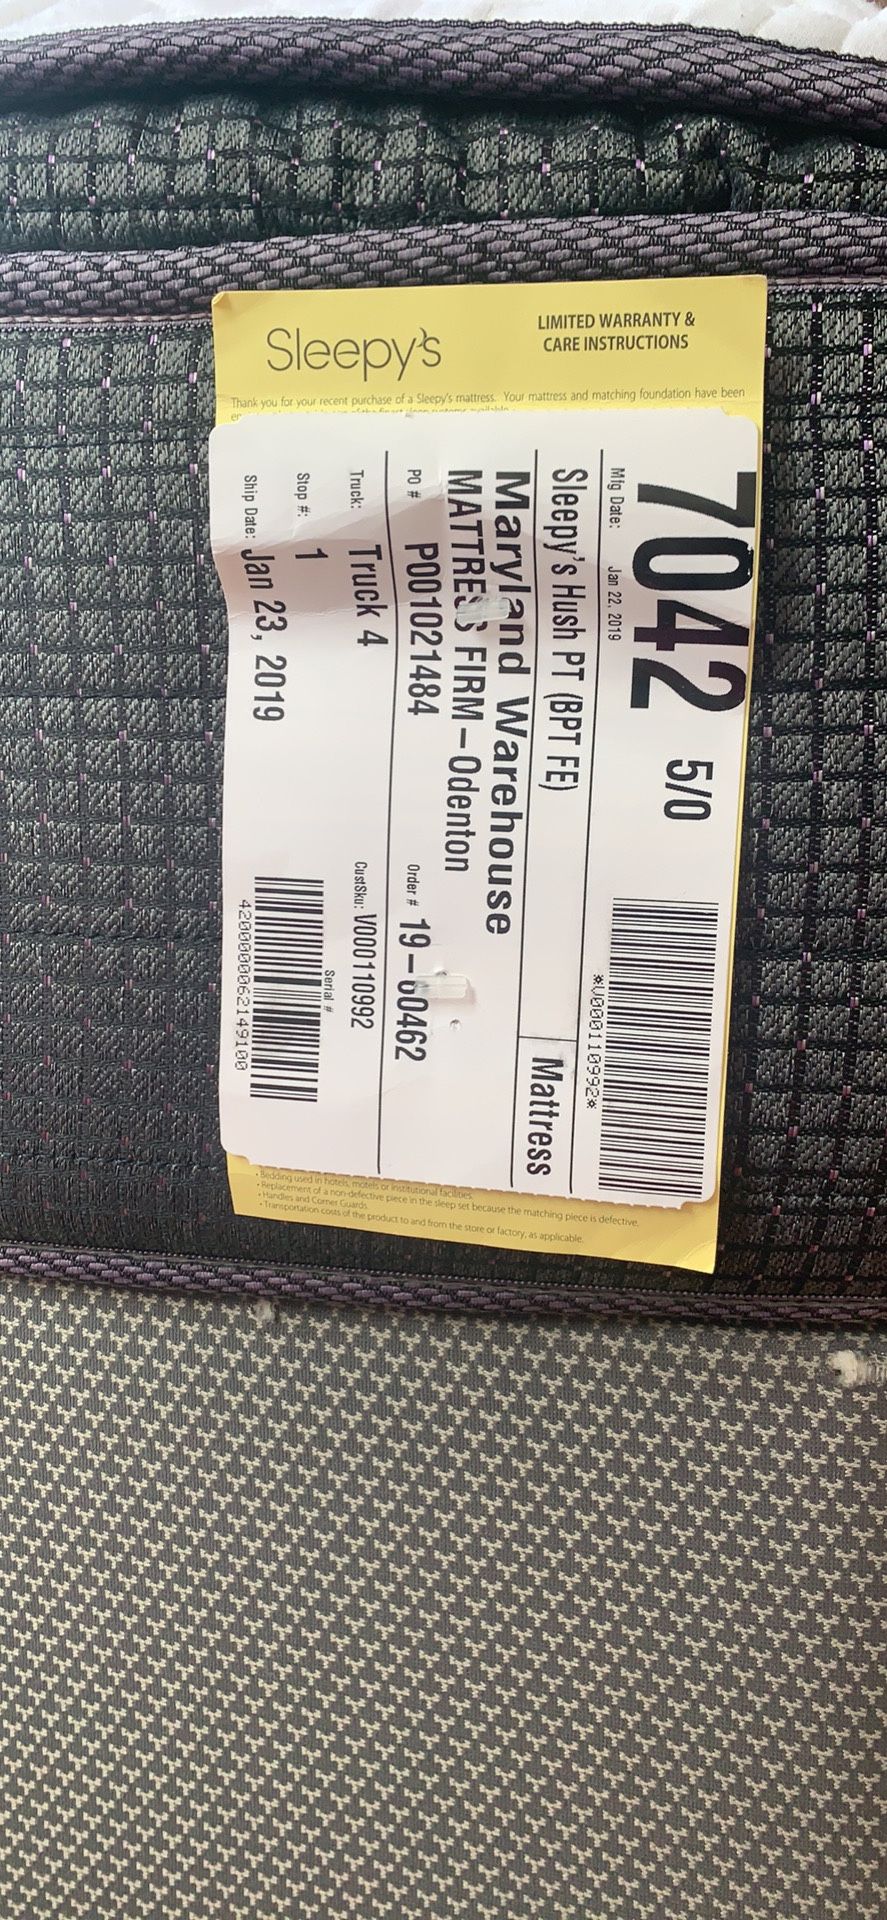 Sleepy's
LIMITED WARRANTY &
CARE INSTRUCTIONS
Thank you for your recent purchase of a Sleepy's mattress. Your mattress and matching foundation have been
7042 5/0
Mfg Date: Jan 22, 2019
*V000110992*
Sleepy's Hush PT (BPT FE)
Mattress
Maryland Warehouse
MATTRESS FIRM-Odenton
PO # P001021484
Order # 19-60462
Truck: Truck 4
CustSku: V000110992
Stop #: 1
Serial #
Ship Date: Jan 23, 2019
420000006214９100
• Bedding used in hotels, motels or institutional facilities.
• Replacement of a non-defective piece in the sleep set because the matching piece is defective.
• Handles and Corner Guards.
• Transportation costs of the product to and from the store or factory, as applicable.